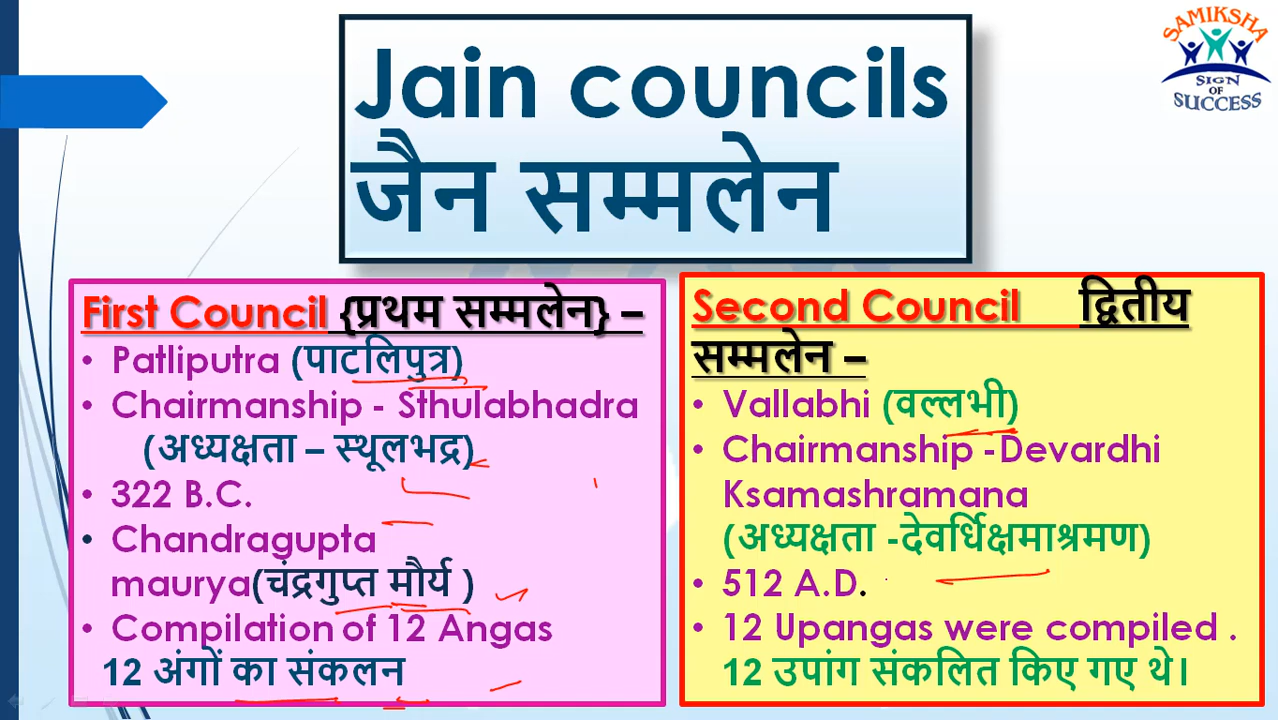 Jain councils
जैन सम्मलेन
SAMIKSHA
SIGN
OF
SUCCESS
First Council {प्रथम सम्मलेन} –
• Patliputra (पाटलिपुत्र)
• Chairmanship - Sthulabhadra
(अध्यक्षता – स्थूलभद्र)
• 322 B.C.
• Chandragupta
maurya(चंद्रगुप्त मौर्य )
• Compilation of 12 Angas
12 अंगों का संकलन
Second Council द्वितीय
सम्मलेन –
• Vallabhi (वल्लभी)
• Chairmanship -Devardhi
Ksamashramana
(अध्यक्षता -देवर्धिक्षमाश्रमण)
• 512 A.D.
• 12 Upangas were compiled .
12 उपांग संकलित किए गए थे।